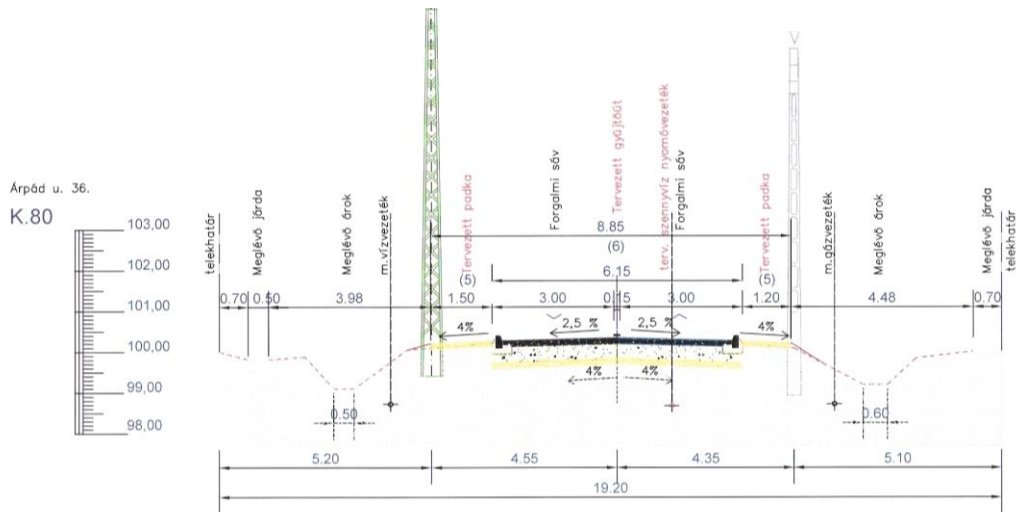 Árpád u. 36.
K.80
103,00
102,00
101,00
100,00
99,00
98,00
telekhatár
Meglévő járda
Meglévő árok
m.vízvezeték
Tervezett padka
Forgalmi sáv
Tervezett gyűjtőút
terv. szennyvíz nyomóvezeték
Forgalmi sáv
Tervezett padka
m.gázvezeték
Meglévő árok
Meglévő járda
telekhatár
8.85
(6)
6.15
(5)
(5)
0.70
0.50
3.98
1.50
3.00
0.15
3.00
1.20
4.48
0.70
4%
2,5 %
2,5 %
4%
4%
4%
0.50
0.60
5.20
4.55
4.35
5.10
19.20